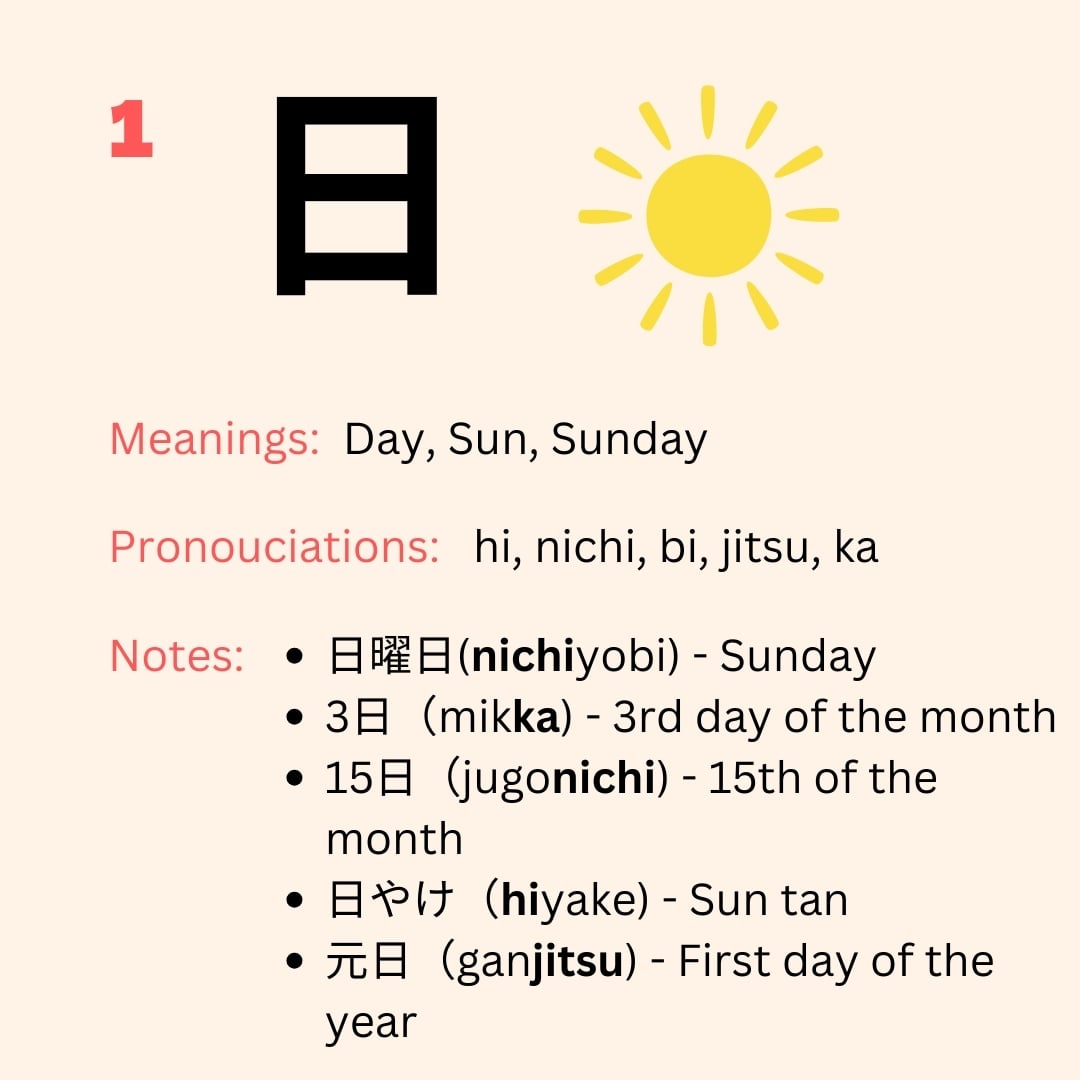 1 日
Meanings: Day, Sun, Sunday
Pronouciations: hi, nichi, bi, jitsu, ka
Notes: • 日曜日(nichiyobi) - Sunday
• 3日（mikka) - 3rd day of the month
• 15日（jugonichi) - 15th of the
month
• 日やけ（hiyake) - Sun tan
• 元日（ganjitsu) - First day of the
year